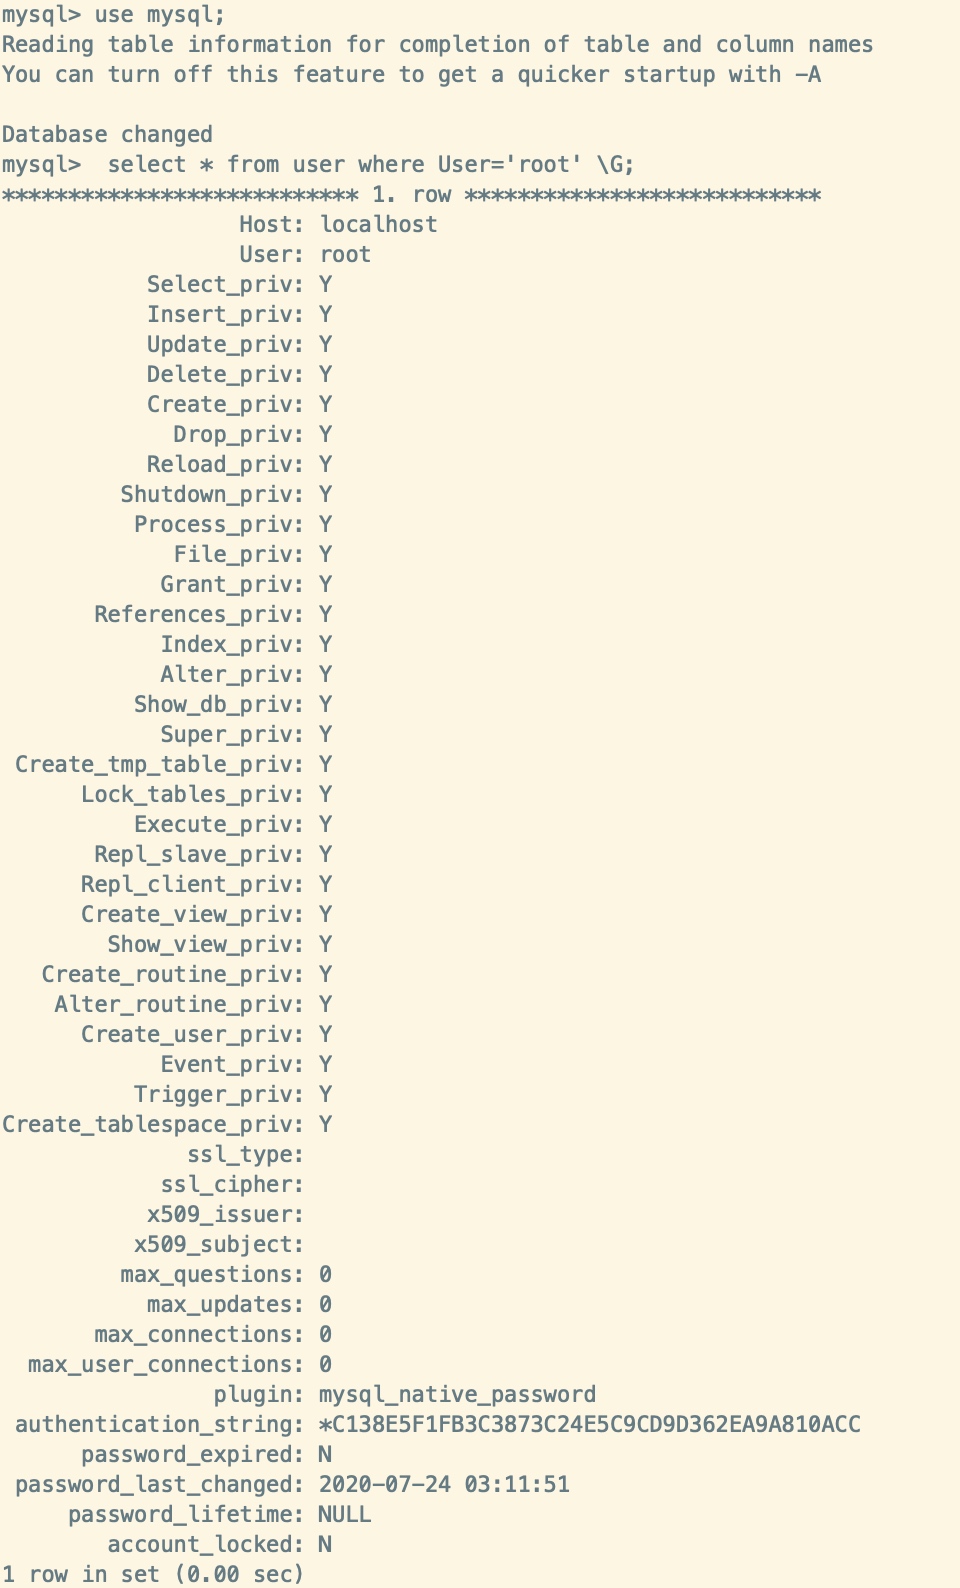 mysql> use mysql;
Reading table information for completion of table and column names
You can turn off this feature to get a quicker startup with -A
Database changed
mysql>  select * from user where User='root' \G;
*************************** 1. row ***************************
Host: localhost
User: root
Select_priv: Y
Insert_priv: Y
Update_priv: Y
Delete_priv: Y
Create_priv: Y
Drop_priv: Y
Reload_priv: Y
Shutdown_priv: Y
Process_priv: Y
File_priv: Y
Grant_priv: Y
References_priv: Y
Index_priv: Y
Alter_priv: Y
Show_db_priv: Y
Super_priv: Y
Create_tmp_table_priv: Y
Lock_tables_priv: Y
Execute_priv: Y
Repl_slave_priv: Y
Repl_client_priv: Y
Create_view_priv: Y
Show_view_priv: Y
Create_routine_priv: Y
Alter_routine_priv: Y
Create_user_priv: Y
Event_priv: Y
Trigger_priv: Y
Create_tablespace_priv: Y
ssl_type:
ssl_cipher:
x509_issuer:
x509_subject:
max_questions: 0
max_updates: 0
max_connections: 0
max_user_connections: 0
plugin: mysql_native_password
authentication_string: *C138E5F1FB3C3873C24E5C9CD9D362EA9A810ACC
password_expired: N
password_last_changed: 2020-07-24 03:11:51
password_lifetime: NULL
account_locked: N
1 row in set (0.00 sec)